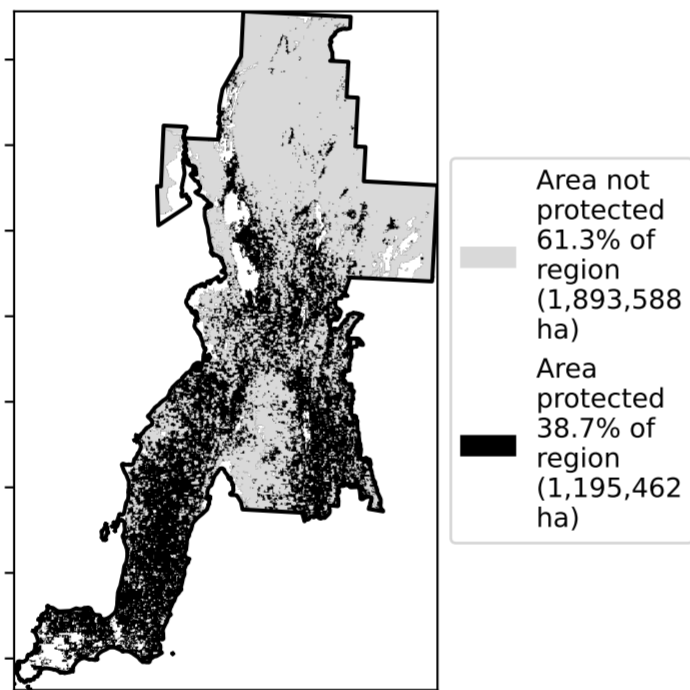 Area not
protected
61.3% of
region
(1,893,588
ha)
Area
protected
38.7% of
region
(1,195,462
ha)